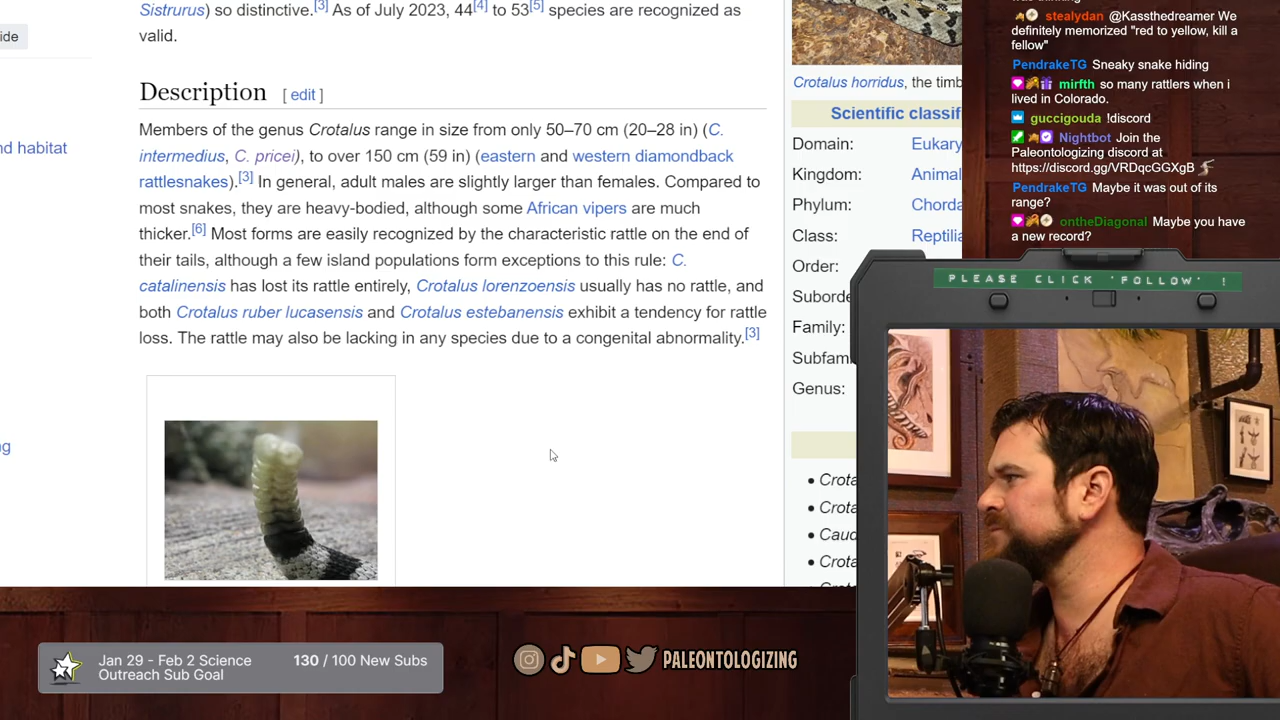 Sistrurus) so distinctive.[3] As of July 2023, 44[4] to 53[5] species are recognized as
valid.
ide
Description [ edit ]
Members of the genus Crotalus range in size from only 50–70 cm (20–28 in) (C.
intermedius, C. pricei), to over 150 cm (59 in) (eastern and western diamondback
rattlesnakes).[3] In general, adult males are slightly larger than females. Compared to
most snakes, they are heavy-bodied, although some African vipers are much
thicker.[6] Most forms are easily recognized by the characteristic rattle on the end of
their tails, although a few island populations form exceptions to this rule: C.
catalinensis has lost its rattle entirely, Crotalus lorenzoensis usually has no rattle, and
both Crotalus ruber lucasensis and Crotalus estebanensis exhibit a tendency for rattle
loss. The rattle may also be lacking in any species due to a congenital abnormality.[3]
nd habitat
ng
Crotalus horridus, the timb
Scientific classif
Domain: Eukary
Kingdom: Animal
Phylum: Chorda
Class: Reptili
Order:
Suborde
Family:
Subfam
Genus:
• Crota
• Crota
• Caud
• Crota
stealydan @Kassthedreamer We
definitely memorized "red to yellow, kill a
fellow"
PendrakeTG Sneaky snake hiding
mirfth so many rattlers when i
lived in Colorado.
guccigouda !discord
Nightbot Join the
Paleontologizing discord at
https://discord.gg/VRDqcGGXgB
PendrakeTG Maybe it was out of its
range?
ontheDiagonal Maybe you have
a new record?
PLEASE CLICK 'FOLLOW' !
Jan 29 - Feb 2 Science
Outreach Sub Goal
130 / 100 New Subs
PALEONTOLOGIZING